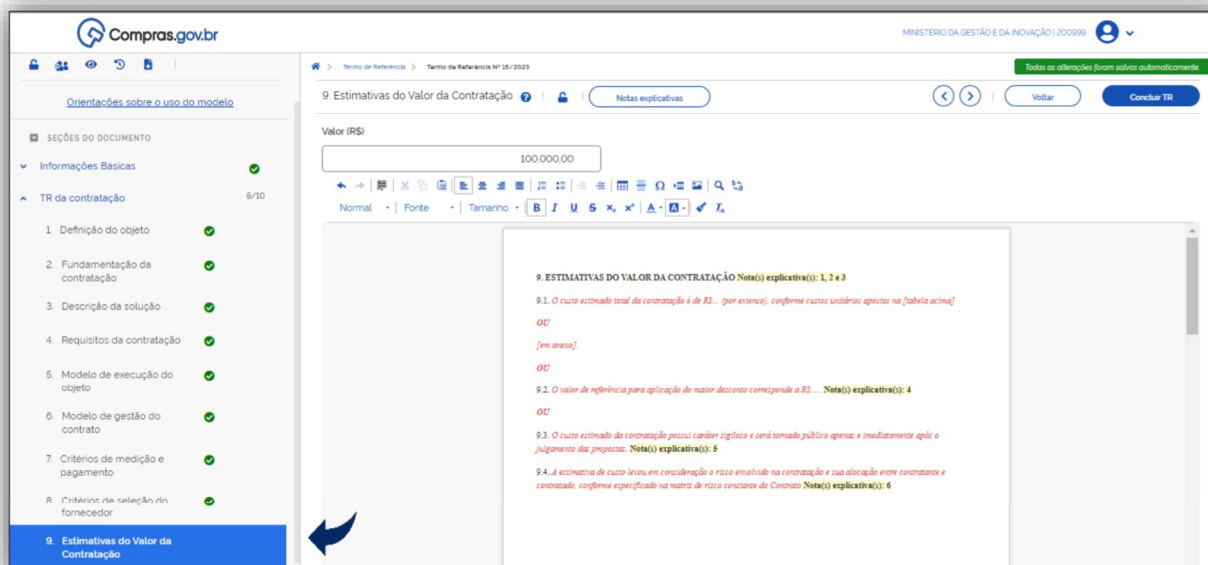 Compras.gov.br
MINISTÉRIO DA GESTÃO E DA INOVAÇÃO | 200999
Orientações sobre o uso do modelo
SEÇÕES DO DOCUMENTO
Informações Básicas
TR da contratação 8/10
1. Definição do objeto
2. Fundamentação da
contratação
3. Descrição da solução
4. Requisitos da contratação
5. Modelo de execução do
objeto
6. Modelo de gestão do
contrato
7. Critérios de medição e
pagamento
8. Critérios de seleção do
fornecedor
9. Estimativas do Valor da
Contratação
> Termo de Referência > Termo de Referência Nº 16/2023
Todas as alterações foram salvas automaticamente.
9. Estimativas do Valor da Contratação
Notas explicativas
Voltar
Concluir TR
Valor (R$)
100.000,00
Normal Fonte Tamanho B I U S
9. ESTIMATIVAS DO VALOR DA CONTRATAÇÃO Nota(s) explicativa(s): 1, 2 e 3
9.1. O custo estimado total da contratação é de R$... (por extenso), conforme custos unitários apostos na [tabela acima]
OU
[em anexo].
OU
9.2. O valor de referência para aplicação do maior desconto corresponde a R$..... Nota(s) explicativa(s): 4
OU
9.3. O custo estimado da contratação possui caráter sigiloso e será tornado público apenas e imediatamente após o
julgamento das propostas. Nota(s) explicativa(s): 5
9.4. A estimativa de custo levou em consideração o risco envolvido na contratação e sua alocação entre contratante e
contratado, conforme especificado na matriz de risco constante do Contrato Nota(s) explicativa(s): 6